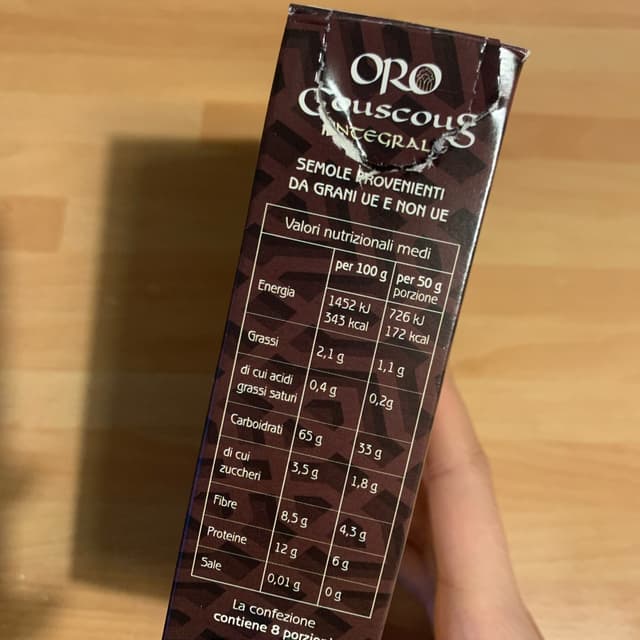 ORO
Couscous
INTEGRALE
SEMOLE PROVENIENTI
DA GRANI UE E NON UE
Valori nutrizionali medi
per 100 g per 50 g
porzione
Energia 1452 kJ 726 kJ
343 kcal 172 kcal
Grassi 2,1 g 1,1 g
di cui acidi
grassi saturi 0,4 g 0,2g
Carboidrati 65 g 33 g
di cui
zuccheri 3,5 g 1,8 g
Fibre 8,5 g 4,3 g
Proteine 12 g 6 g
Sale 0,01 g 0 g
La confezione
contiene 8 porzioni